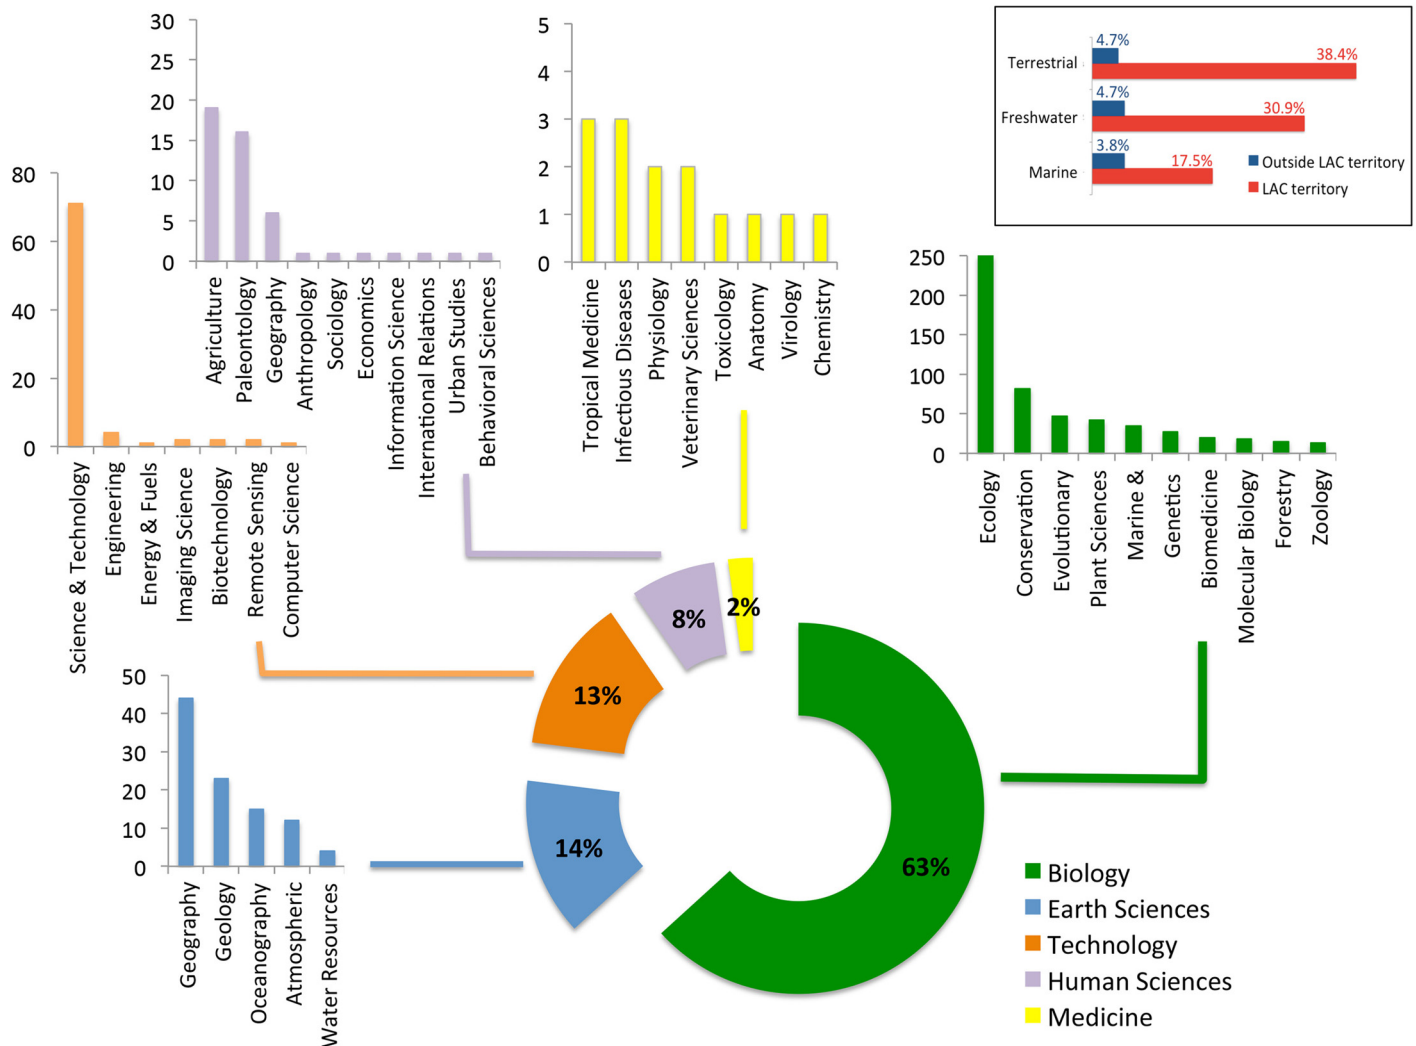 30
25
20
15
10
5
0
Agriculture
Paleontology
Geography
Anthropology
Sociology
Economics
Information Science
International Relations
Urban Studies
Behavioral Sciences
5
4
3
2
1
0
Tropical Medicine
Infectious Diseases
Physiology
Veterinary Sciences
Toxicology
Anatomy
Virology
Chemistry
4.7%
38.4%
Terrestrial
4.7%
30.9%
Freshwater
3.8%
17.5%
Marine
Outside LAC territory
LAC territory
80
60
40
20
0
Science & Technology
Engineering
Energy & Fuels
Imaging Science
Biotechnology
Remote Sensing
Computer Science
250
200
150
100
50
0
Ecology
Conservation
Evolutionary
Plant Sciences
Marine &
Genetics
Biomedicine
Molecular Biology
Forestry
Zoology
50
40
30
20
10
0
Geography
Geology
Oceanography
Atmospheric
Water Resources
2%
8%
13%
14%
63%
Biology
Earth Sciences
Technology
Human Sciences
Medicine